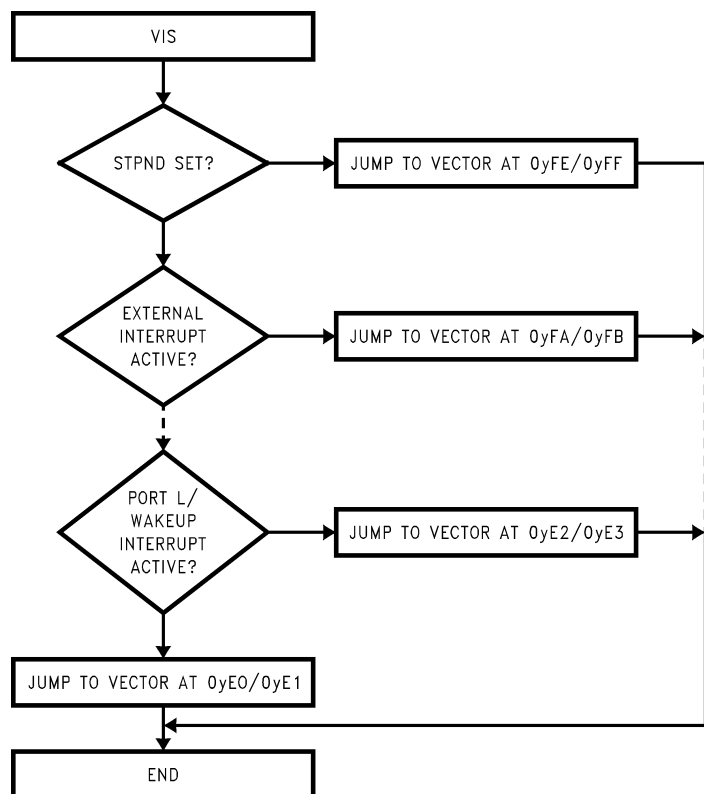 VIS
STPND SET?
JUMP TO VECTOR AT 0yFE/0yFF
EXTERNAL
INTERRUPT
ACTIVE?
JUMP TO VECTOR AT 0yFA/0yFB
PORT L/
WAKEUP
INTERRUPT
ACTIVE?
JUMP TO VECTOR AT 0yE2/0yE3
JUMP TO VECTOR AT 0yE0/0yE1
END